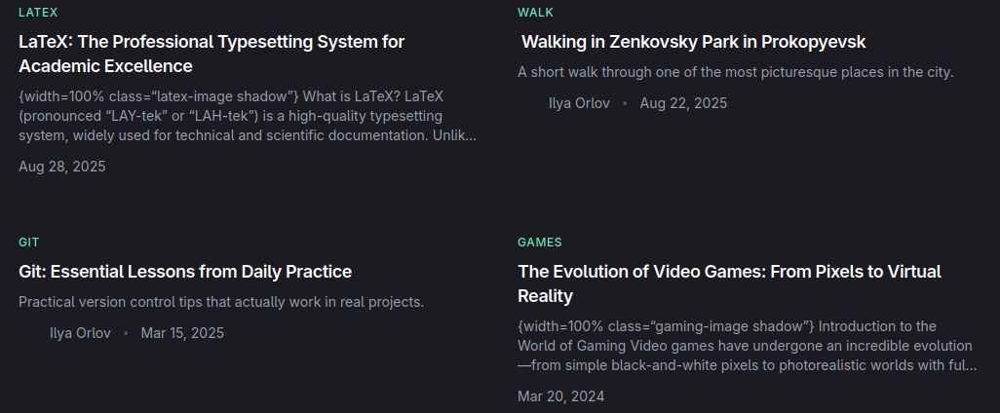 LATEX
LaTeX: The Professional Typesetting System for
Academic Excellence
{width=100% class=“latex-image shadow”} What is LaTeX? LaTeX
(pronounced “LAY-tek” or “LAH-tek”) is a high-quality typesetting
system, widely used for technical and scientific documentation. Unlik...
Aug 28, 2025
WALK
Walking in Zenkovsky Park in Prokopyevsk
A short walk through one of the most picturesque places in the city.
Ilya Orlov • Aug 22, 2025
GIT
Git: Essential Lessons from Daily Practice
Practical version control tips that actually work in real projects.
Ilya Orlov • Mar 15, 2025
GAMES
The Evolution of Video Games: From Pixels to Virtual
Reality
{width=100% class=“gaming-image shadow”} Introduction to the
World of Gaming Video games have undergone an incredible evolution
—from simple black-and-white pixels to photorealistic worlds with ful...
Mar 20, 2024